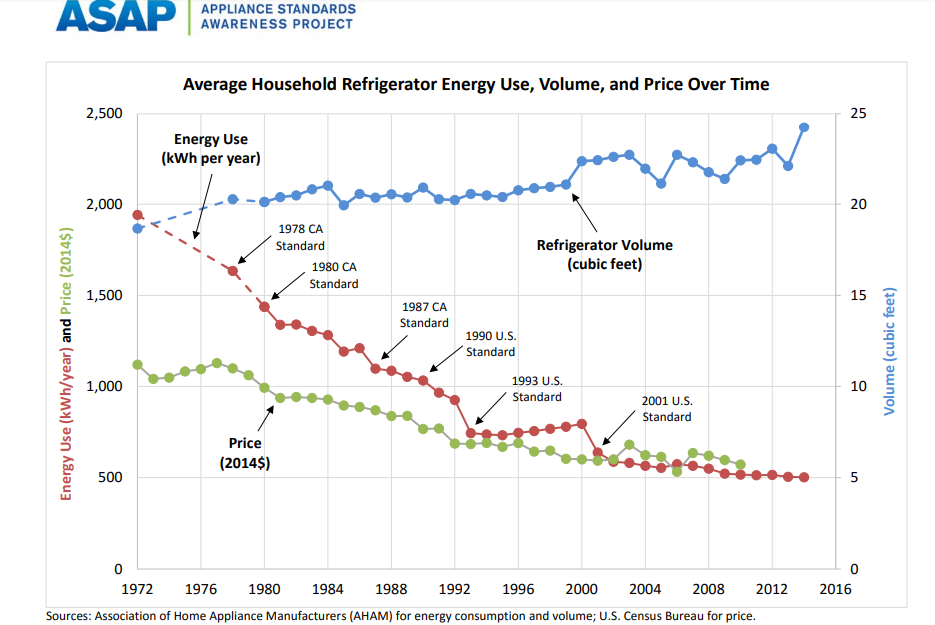 ASAP
APPLIANCE STANDARDS
AWARENESS PROJECT
Average Household Refrigerator Energy Use, Volume, and Price Over Time
2,500
2,000
1,500
1,000
500
0
Energy Use (kWh/year) and Price (2014$)
Energy Use
(kWh per year)
1978 CA
Standard
1980 CA
Standard
1987 CA
Standard
1990 U.S.
Standard
1993 U.S.
Standard
2001 U.S.
Standard
Refrigerator Volume
(cubic feet)
Price
(2014$)
25
20
15
10
5
0
Volume (cubic feet)
1972 1976 1980 1984 1988 1992 1996 2000 2004 2008 2012 2016
Sources: Association of Home Appliance Manufacturers (AHAM) for energy consumption and volume; U.S. Census Bureau for price.